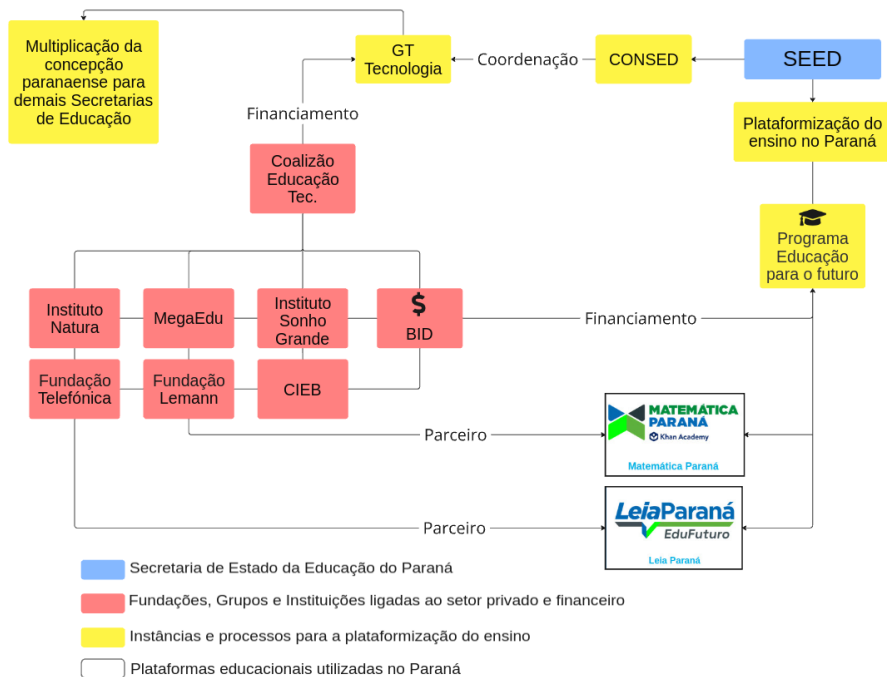 Multiplicação da
concepção
paranaense para
demais Secretarias
de Educação
GT
Tecnologia
Coordenação
CONSED
SEED
Plataformização do
ensino no Paraná
Financiamento
Coalizão
Educação
Tec.
Programa
Educação
para o futuro
Instituto
Natura
MegaEdu
Instituto
Sonho
Grande
$
BID
Financiamento
Fundação
Telefónica
Fundação
Lemann
CIEB
Parceiro
MATEMÁTICA
PARANÁ
Khan Academy
Matemática Paraná
Parceiro
LeiaParaná
EduFuturo
Leia Paraná
Secretaria de Estado da Educação do Paraná
Fundações, Grupos e Instituições ligadas ao setor privado e financeiro
Instâncias e processos para a plataformização do ensino
Plataformas educacionais utilizadas no Paraná